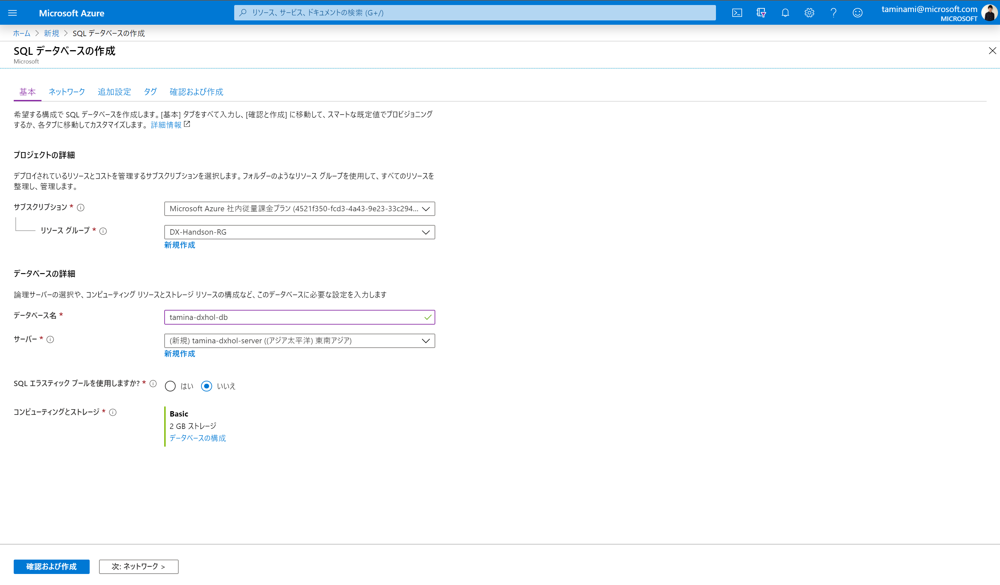 Microsoft Azure
リソース、サービス、ドキュメントの検索 (G+/)
taminami@microsoft.com
MICROSOFT
ホーム > 新規 > SQL データベースの作成
SQL データベースの作成
Microsoft
基本 ネットワーク 追加設定 タグ 確認および作成
希望する構成で SQL データベースを作成します。[基本] タブをすべて入力し、[確認と作成] に移動して、スマートな既定値でプロビジョニング
するか、各タブに移動してカスタマイズします。 詳細情報
プロジェクトの詳細
デプロイされているリソースとコストを管理するサブスクリプションを選択します。フォルダーのようなリソース グループを使用して、すべてのリソースを
整理し、管理します。
サブスクリプション * Microsoft Azure 社内従量課金プラン (4521f350-fcd3-4a43-9e23-33c294...
リソース グループ * DX-Handson-RG
新規作成
データベースの詳細
論理サーバーの選択や、コンピューティング リソースとストレージ リソースの構成など、このデータベースに必要な設定を入力します
データベース名 * tamina-dxhol-db
サーバー * (新規) tamina-dxhol-server ((アジア太平洋) 東南アジア)
新規作成
SQL エラスティック プールを使用しますか? * はい いいえ
コンピューティングとストレージ * Basic
2 GB ストレージ
データベースの構成
確認および作成 次: ネットワーク >